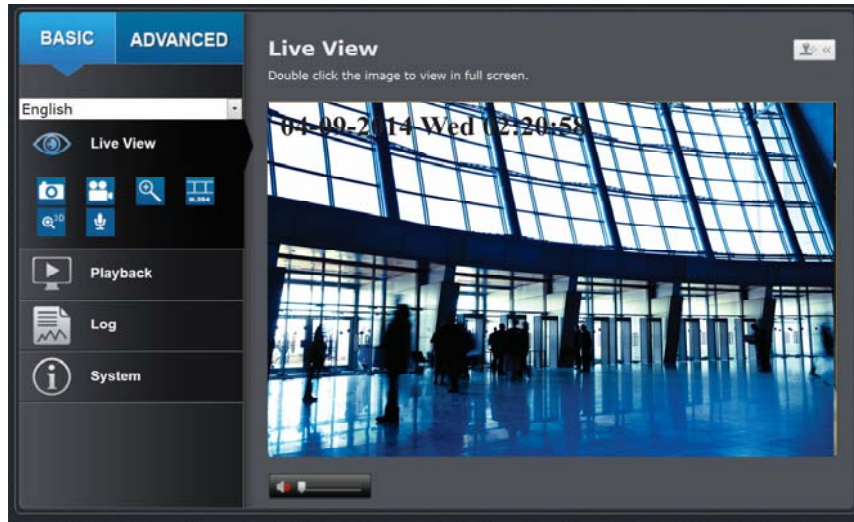 BASIC ADVANCED
English
Live View
H.264
3D
Playback
Log
System
Live View
Double click the image to view in full screen.
04-09-2014 Wed 02:20:58